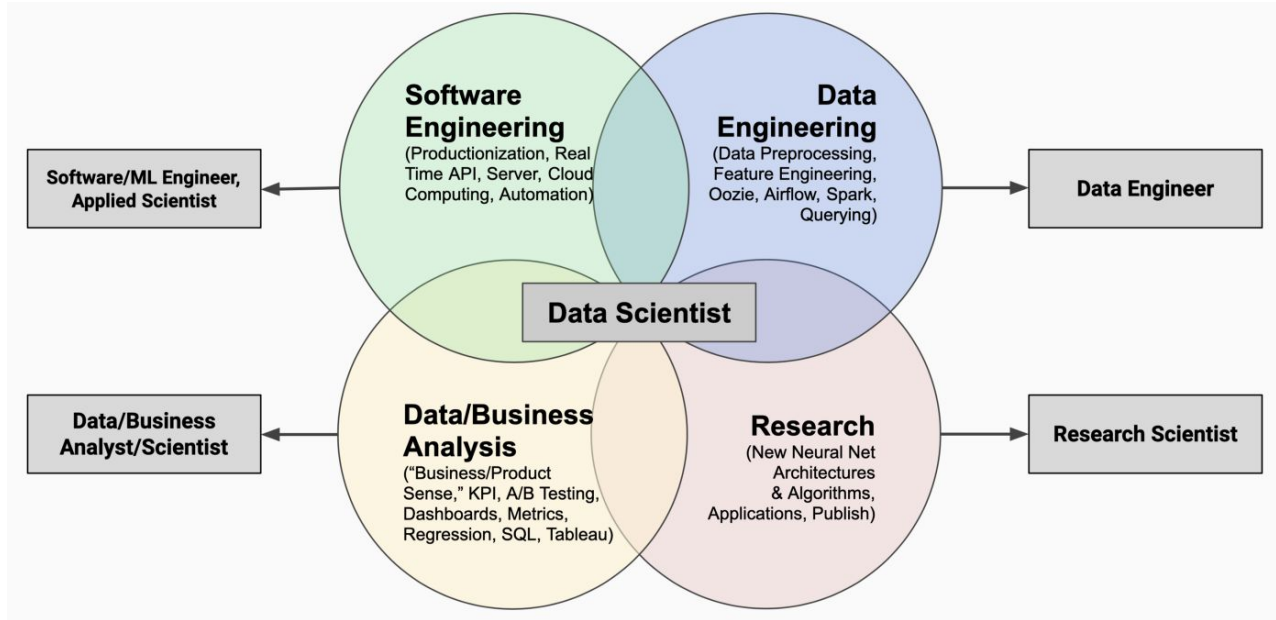 Software
Engineering
(Productionization, Real
Time API, Server, Cloud
Computing, Automation)
Data
Engineering
(Data Preprocessing,
Feature Engineering,
Oozie, Airflow, Spark,
Querying)
Software/ML Engineer,
Applied Scientist
Data Engineer
Data Scientist
Data/Business
Analyst/Scientist
Data/Business
Analysis
(“Business/Product
Sense,” KPI, A/B Testing,
Dashboards, Metrics,
Regression, SQL, Tableau)
Research
(New Neural Net
Architectures
& Algorithms,
Applications, Publish)
Research Scientist